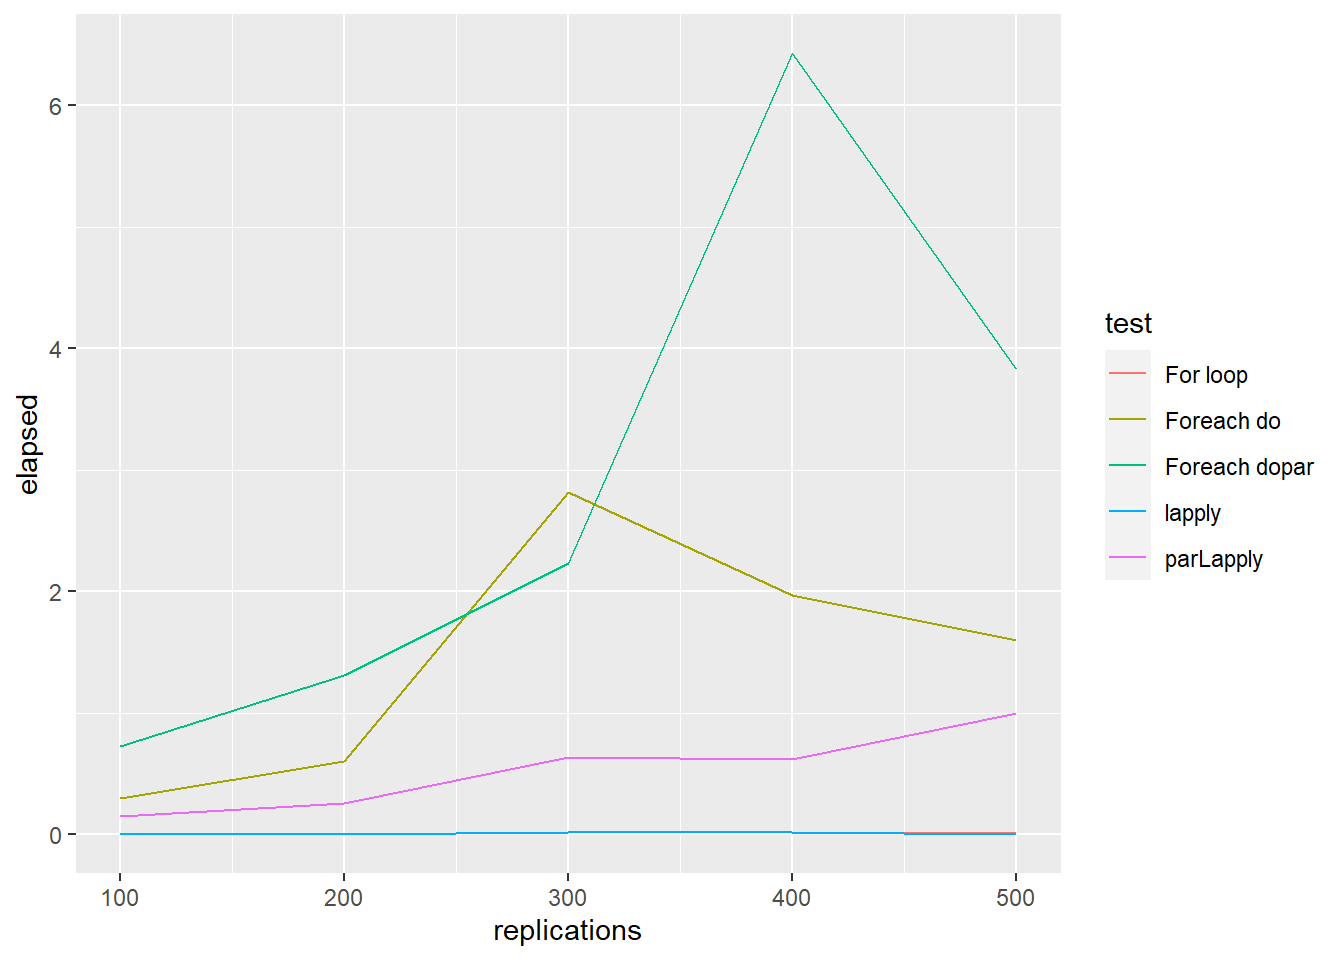 elapsed
6
4
2
0
100 200 300 400 500
replications
test
For loop
Foreach do
Foreach dopar
lapply
parLapply